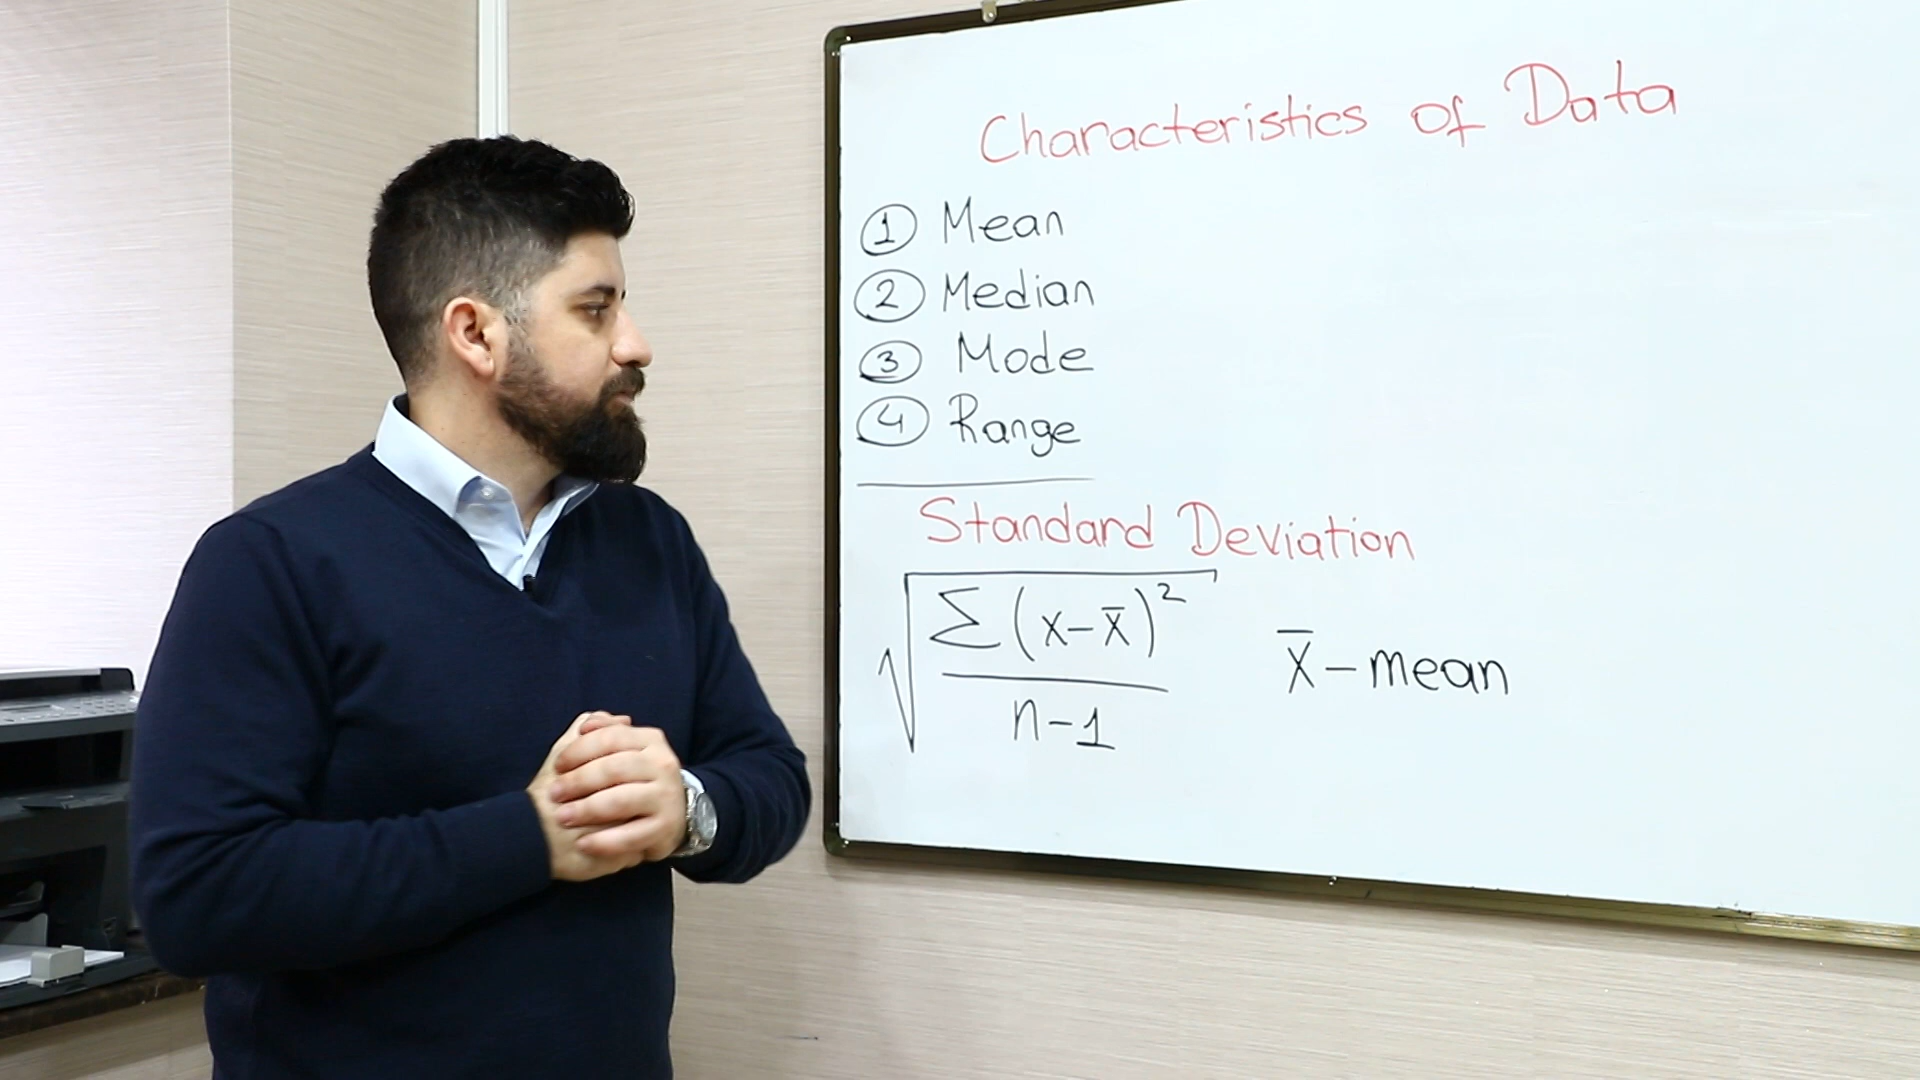 Characteristics of Data
① Mean
② Median
③ Mode
④ Range
Standard Deviation
√(Σ(x-x̄)²/(n-1))
x̄ - mean